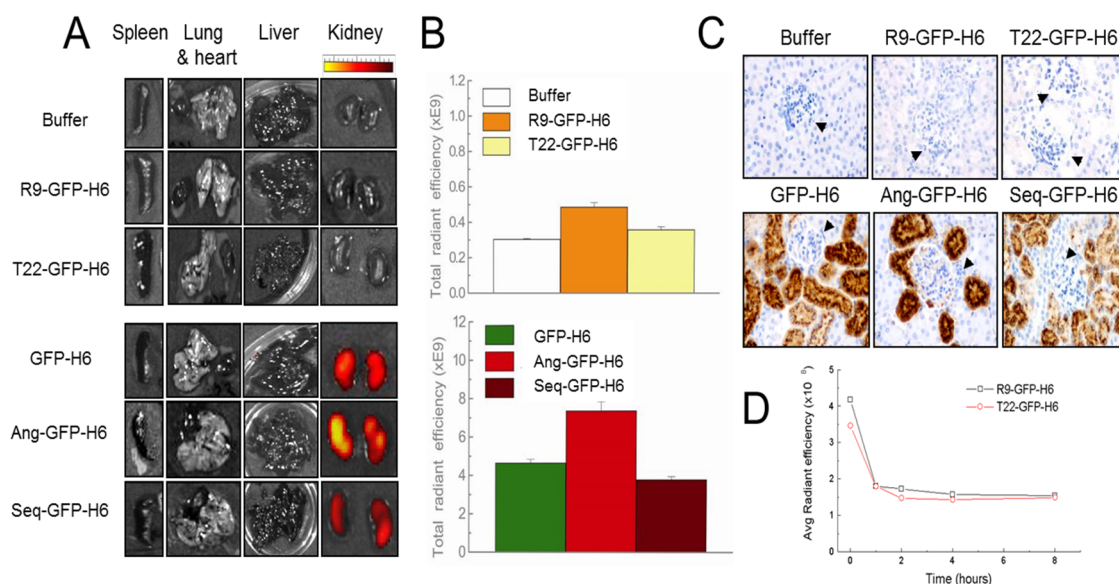 A
Spleen Lung & heart Liver Kidney
Buffer
R9-GFP-H6
T22-GFP-H6
GFP-H6
Ang-GFP-H6
Seq-GFP-H6
B
Total radiant efficiency (xE9)
1.2
1.0
0.8
0.6
0.4
0.2
0.0
Buffer
R9-GFP-H6
T22-GFP-H6
Total radiant efficiency (xE9)
12
10
8
6
4
2
0
GFP-H6
Ang-GFP-H6
Seq-GFP-H6
C
Buffer R9-GFP-H6 T22-GFP-H6
GFP-H6 Ang-GFP-H6 Seq-GFP-H6
D
Avg Radiant efficiency (x10 8)
5
4
3
2
1
0
R9-GFP-H6
T22-GFP-H6
0 2 4 6 8
Time (hours)